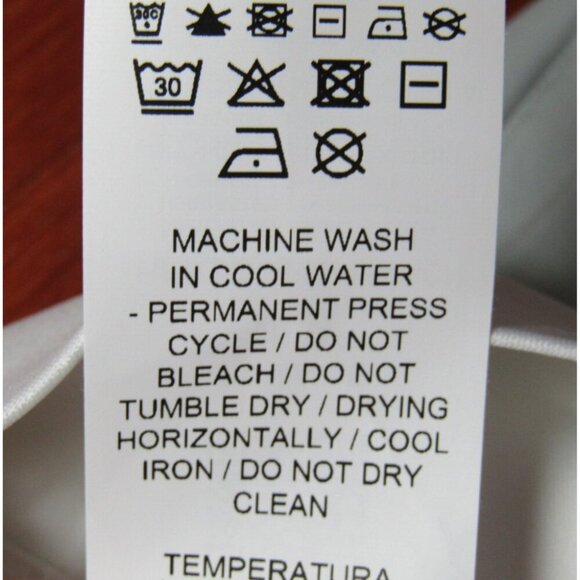 30C
30
MACHINE WASH
IN COOL WATER
- PERMANENT PRESS
CYCLE / DO NOT
BLEACH / DO NOT
TUMBLE DRY / DRYING
HORIZONTALLY / COOL
IRON / DO NOT DRY
CLEAN
TEMPERATURA